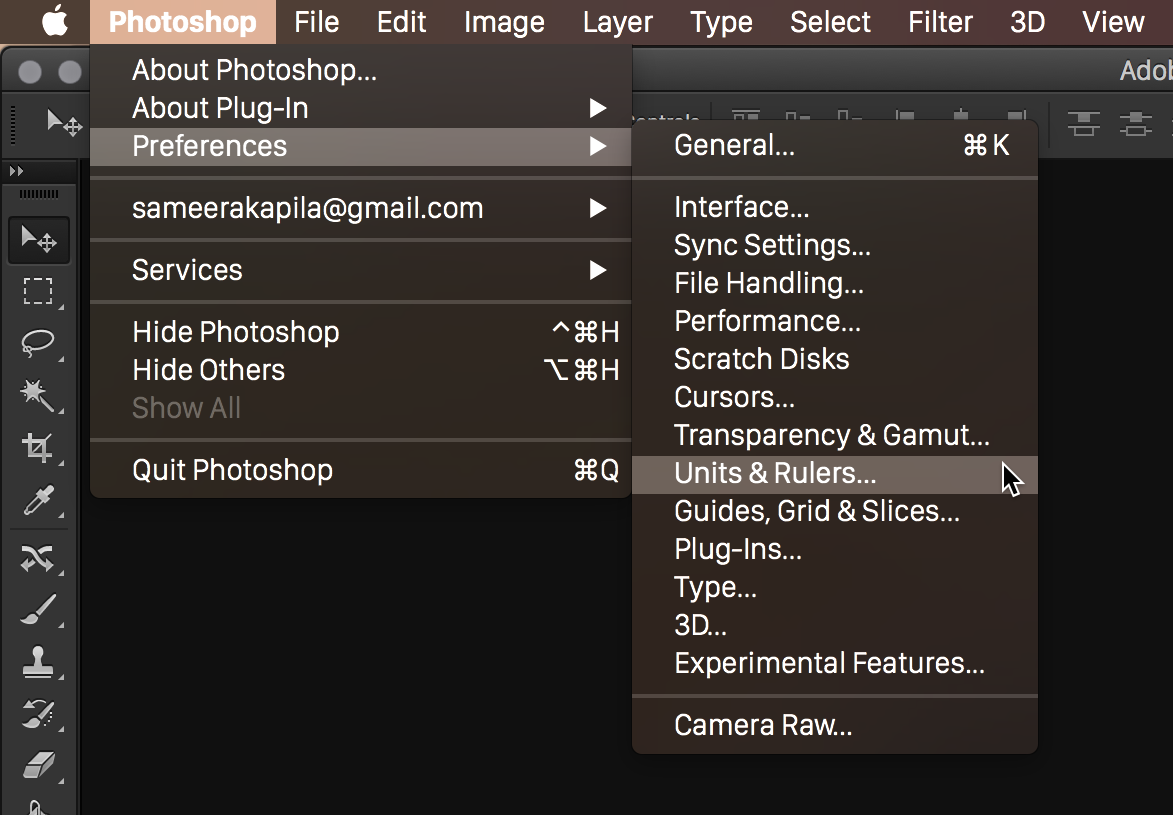 Photoshop File Edit Image Layer Type Select Filter 3D View
Adob
About Photoshop...
About Plug-In
Preferences
sameerakapila@gmail.com
Services
Hide Photoshop ^⌘H
Hide Others ⌥⌘H
Show All
Quit Photoshop ⌘Q
General... ⌘K
Interface...
Sync Settings...
File Handling...
Performance...
Scratch Disks
Cursors...
Transparency & Gamut...
Units & Rulers...
Guides, Grid & Slices...
Plug-Ins...
Type...
3D...
Experimental Features...
Camera Raw...